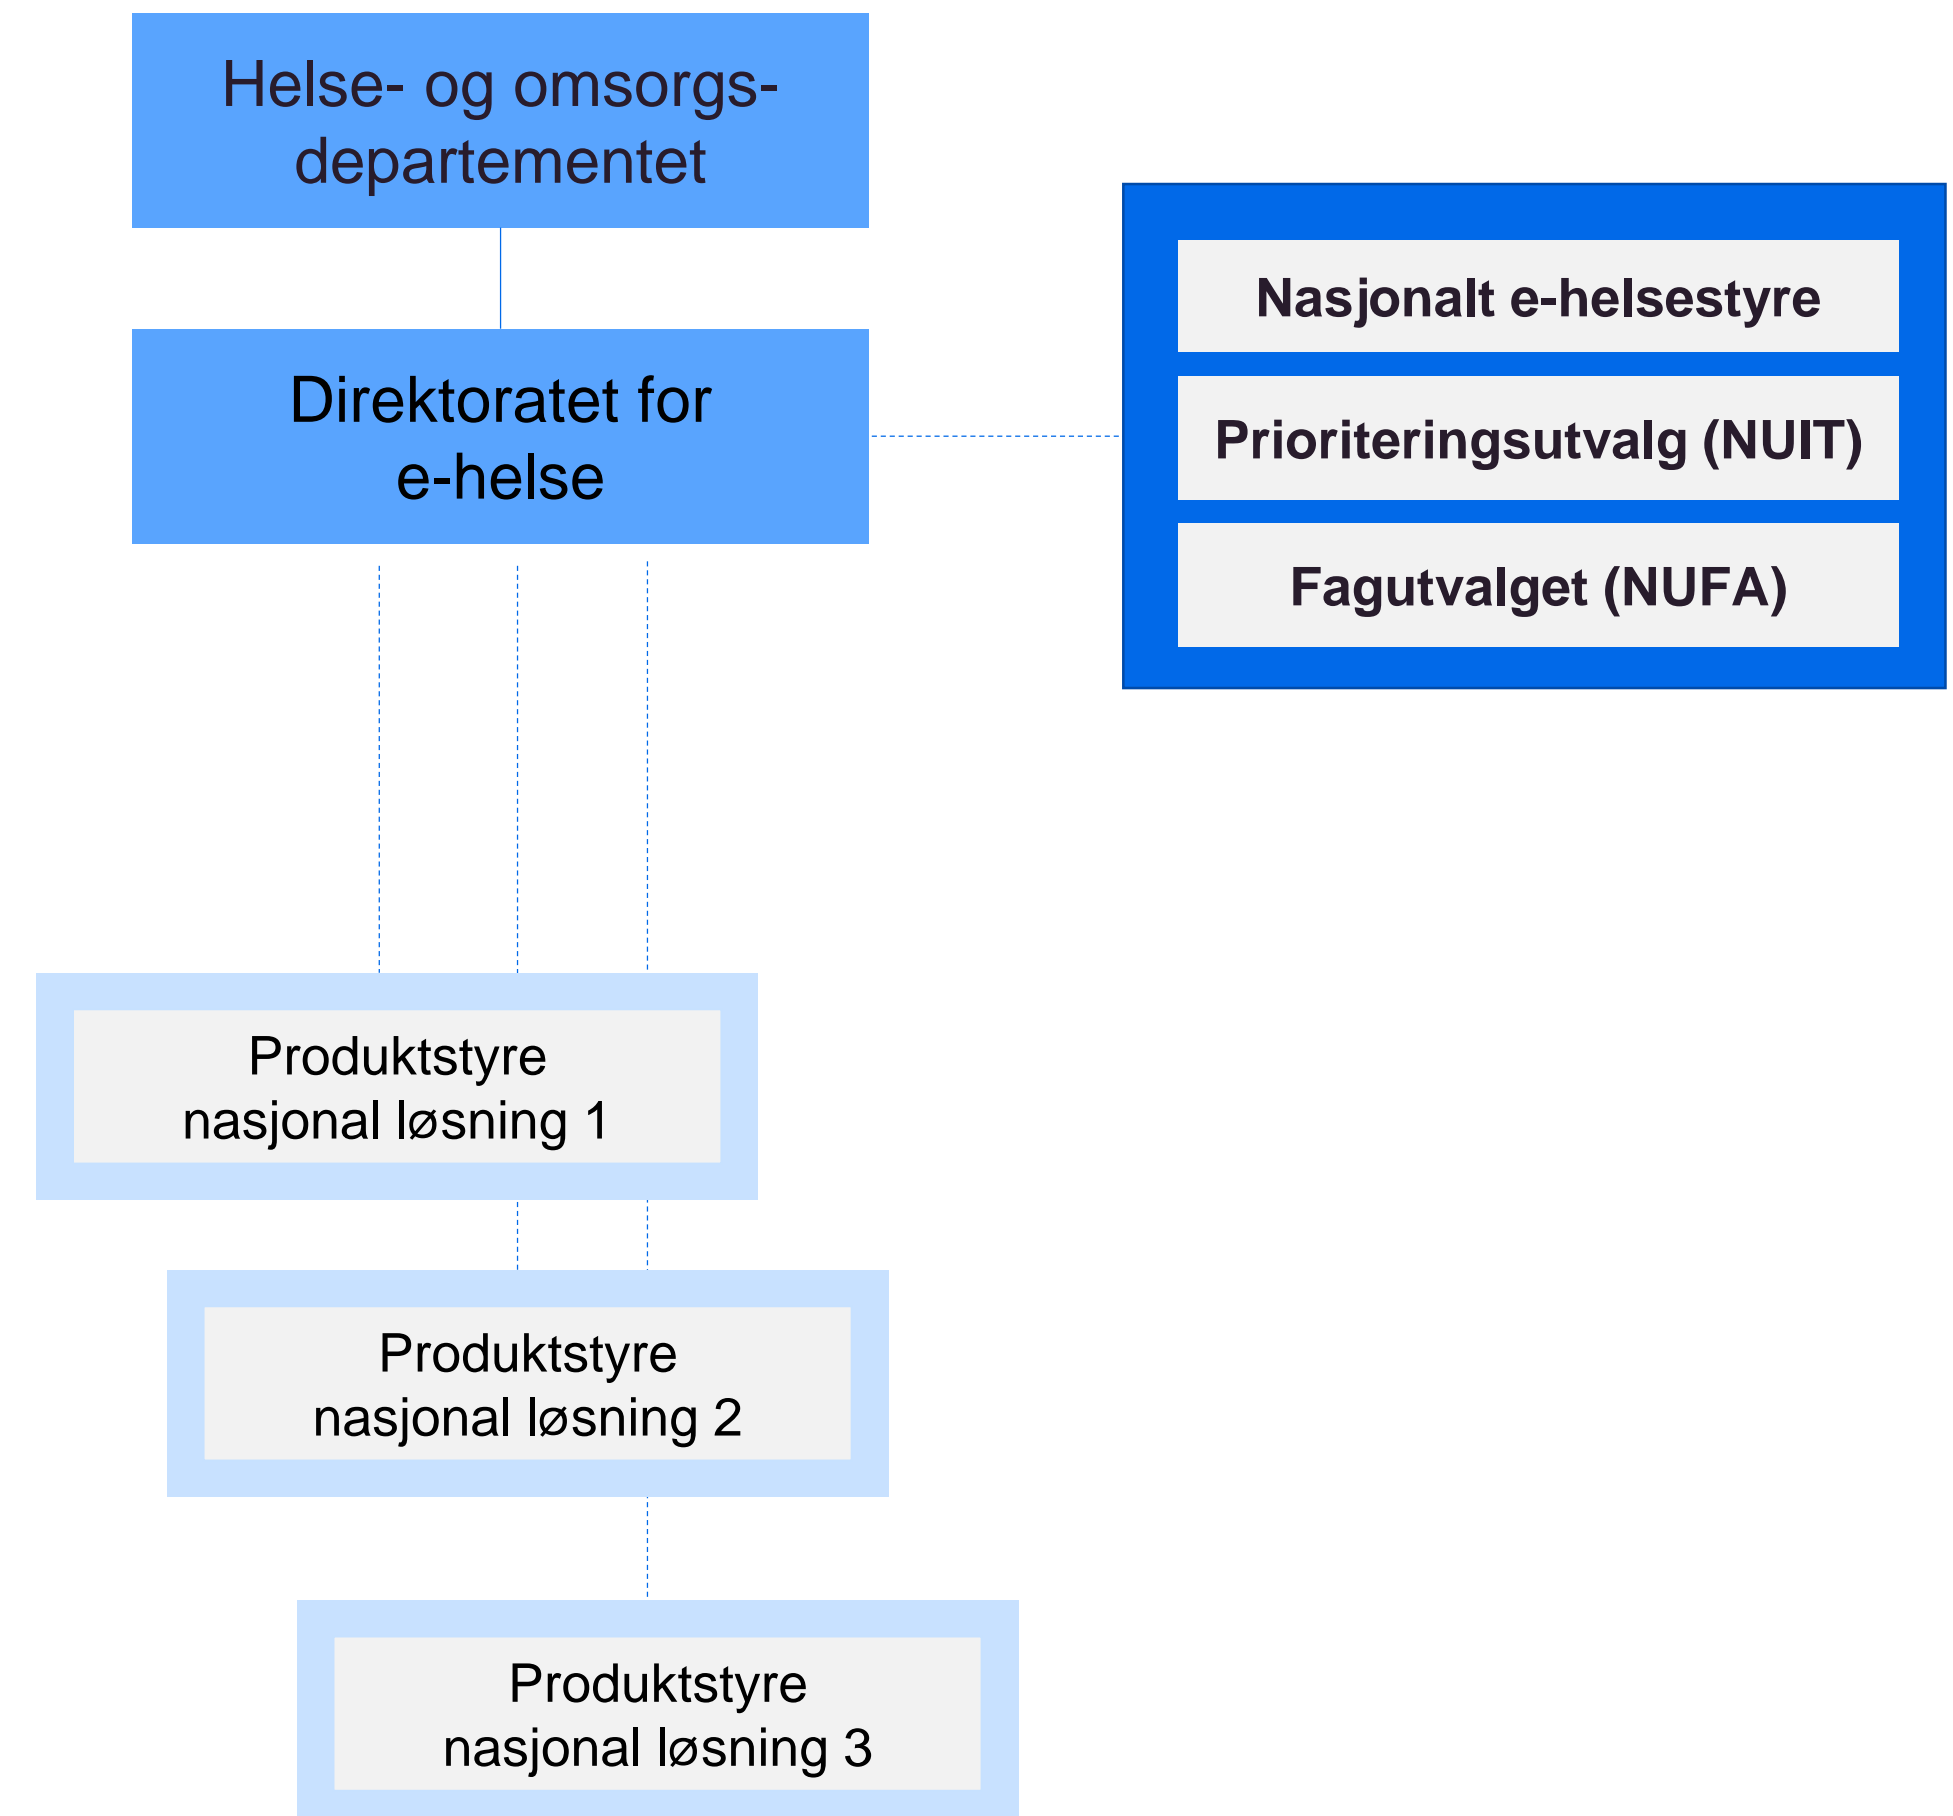 Helse- og omsorgs-
departementet
Direktoratet for
e-helse
Nasjonalt e-helsestyre
Prioriteringsutvalg (NUIT)
Fagutvalget (NUFA)
Produktstyre
nasjonal løsning 1
Produktstyre
nasjonal løsning 2
Produktstyre
nasjonal løsning 3